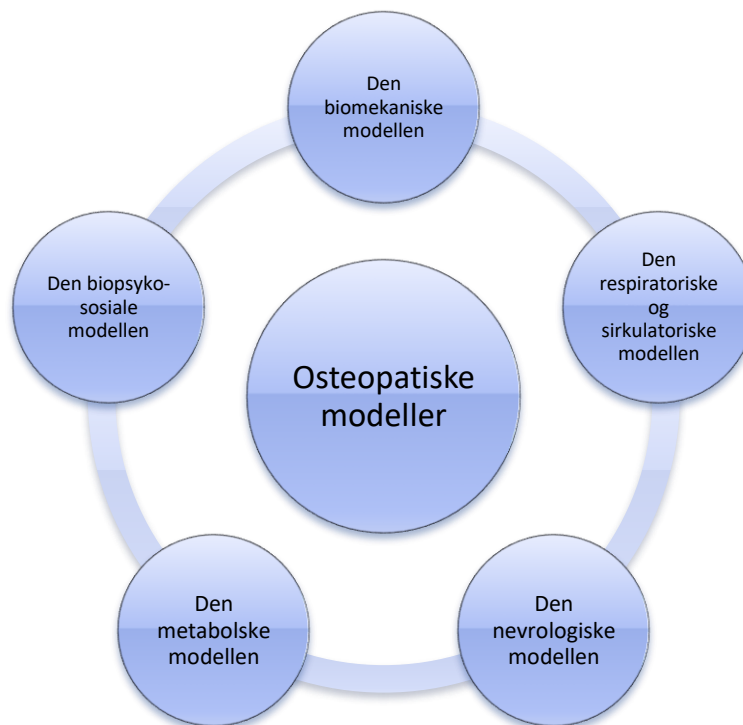 Den
biomekaniske
modellen
Den
respiratoriske
og
sirkulatoriske
modellen
Den biopsyko-
sosiale
modellen
Osteopatiske
modeller
Den
metabolske
modellen
Den
nevrologiske
modellen